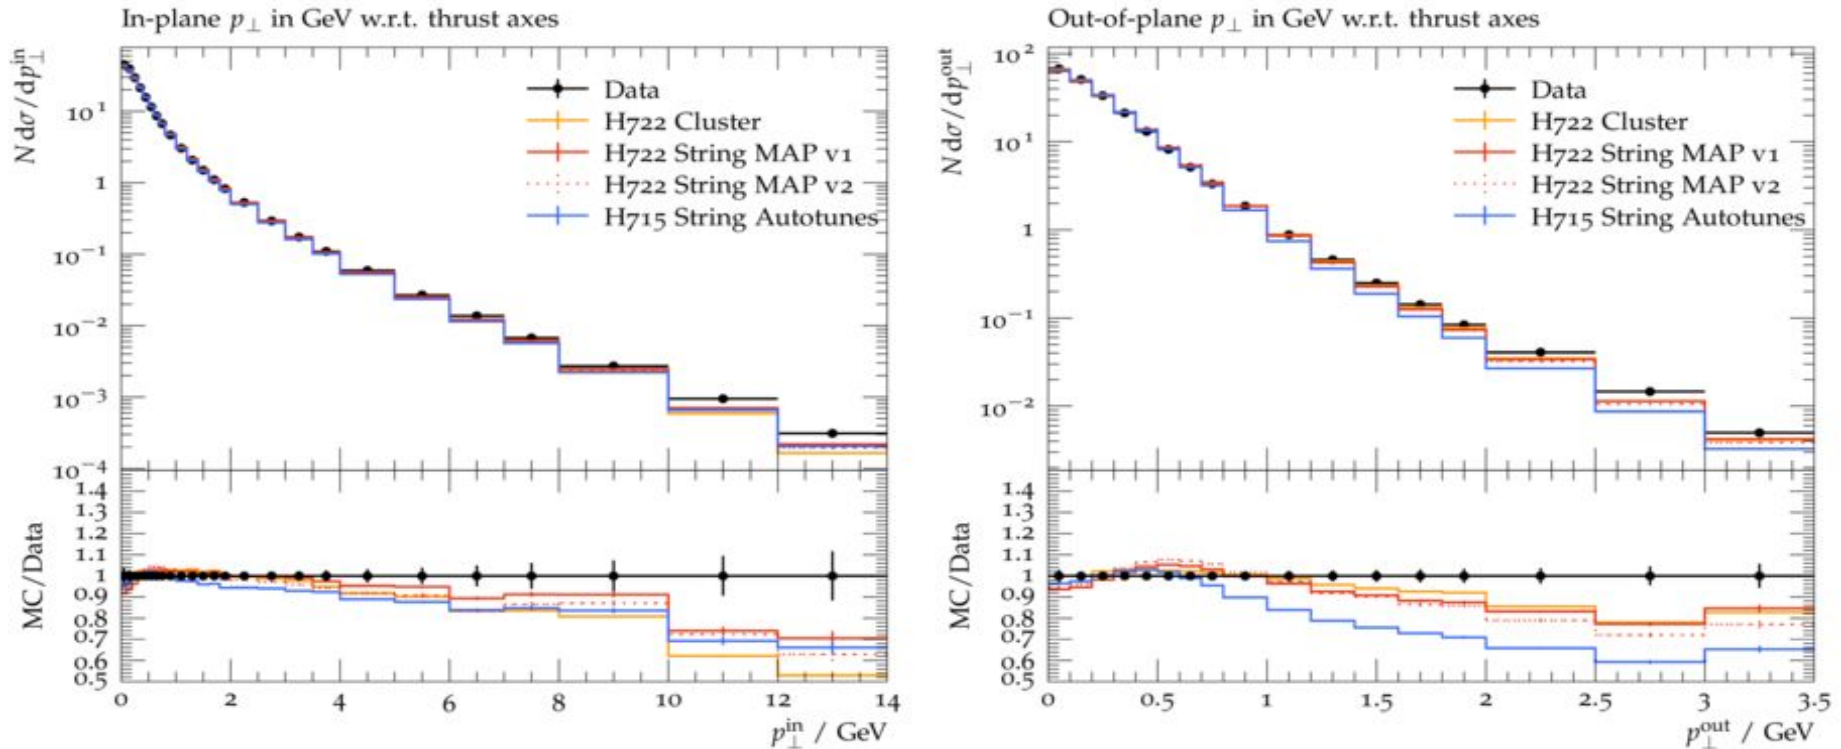 In-plane p⊥ in GeV w.r.t. thrust axes
N dσ/dp⊥^in
10^1
1
10^−1
10^−2
10^−3
10^−4
Data
H722 Cluster
H722 String MAP v1
H722 String MAP v2
H715 String Autotunes
MC/Data
1.4
1.3
1.2
1.1
1
0.9
0.8
0.7
0.6
0.5
0 2 4 6 8 10 12 14
p⊥^in / GeV
Out-of-plane p⊥ in GeV w.r.t. thrust axes
N dσ/dp⊥^out
10^2
10^1
1
10^−1
10^−2
Data
H722 Cluster
H722 String MAP v1
H722 String MAP v2
H715 String Autotunes
MC/Data
1.4
1.3
1.2
1.1
1
0.9
0.8
0.7
0.6
0.5
0 0.5 1 1.5 2 2.5 3 3.5
p⊥^out / GeV